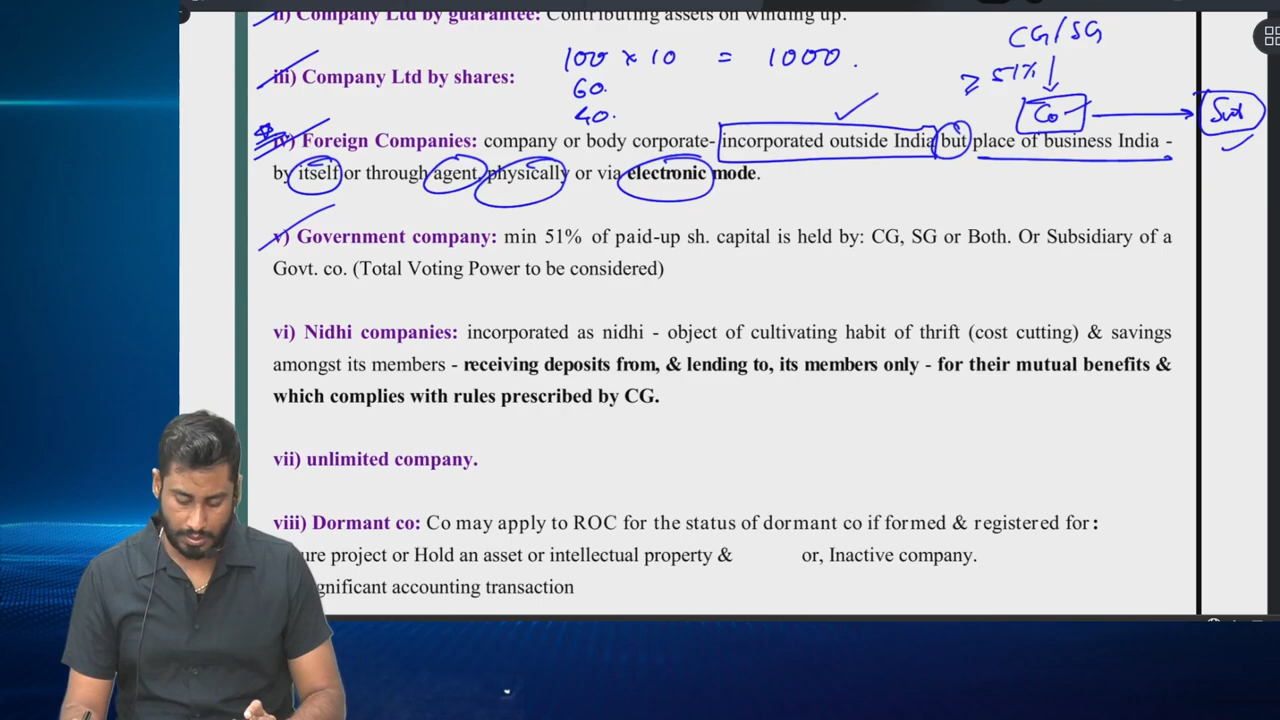 ii) Company Ltd by guarantee: Contributing assets on winding up.
CG/SG
100 × 10 = 1000.
iii) Company Ltd by shares:
≥ 51%
60.
40.
Co
Sub
iv) Foreign Companies: company or body corporate- incorporated outside India but place of business India -
by itself or through agent, physically or via electronic mode.
v) Government company: min 51% of paid-up sh. capital is held by: CG, SG or Both. Or Subsidiary of a
Govt. co. (Total Voting Power to be considered)
vi) Nidhi companies: incorporated as nidhi - object of cultivating habit of thrift (cost cutting) & savings
amongst its members - receiving deposits from, & lending to, its members only - for their mutual benefits &
which complies with rules prescribed by CG.
vii) unlimited company.
viii) Dormant co: Co may apply to ROC for the status of dormant co if formed & registered for:
ure project or Hold an asset or intellectual property & or, Inactive company.
gnificant accounting transaction